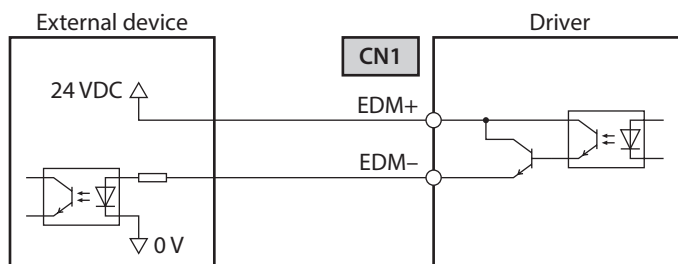 External device
Driver
CN1
24 VDC
EDM+
EDM–
0 V